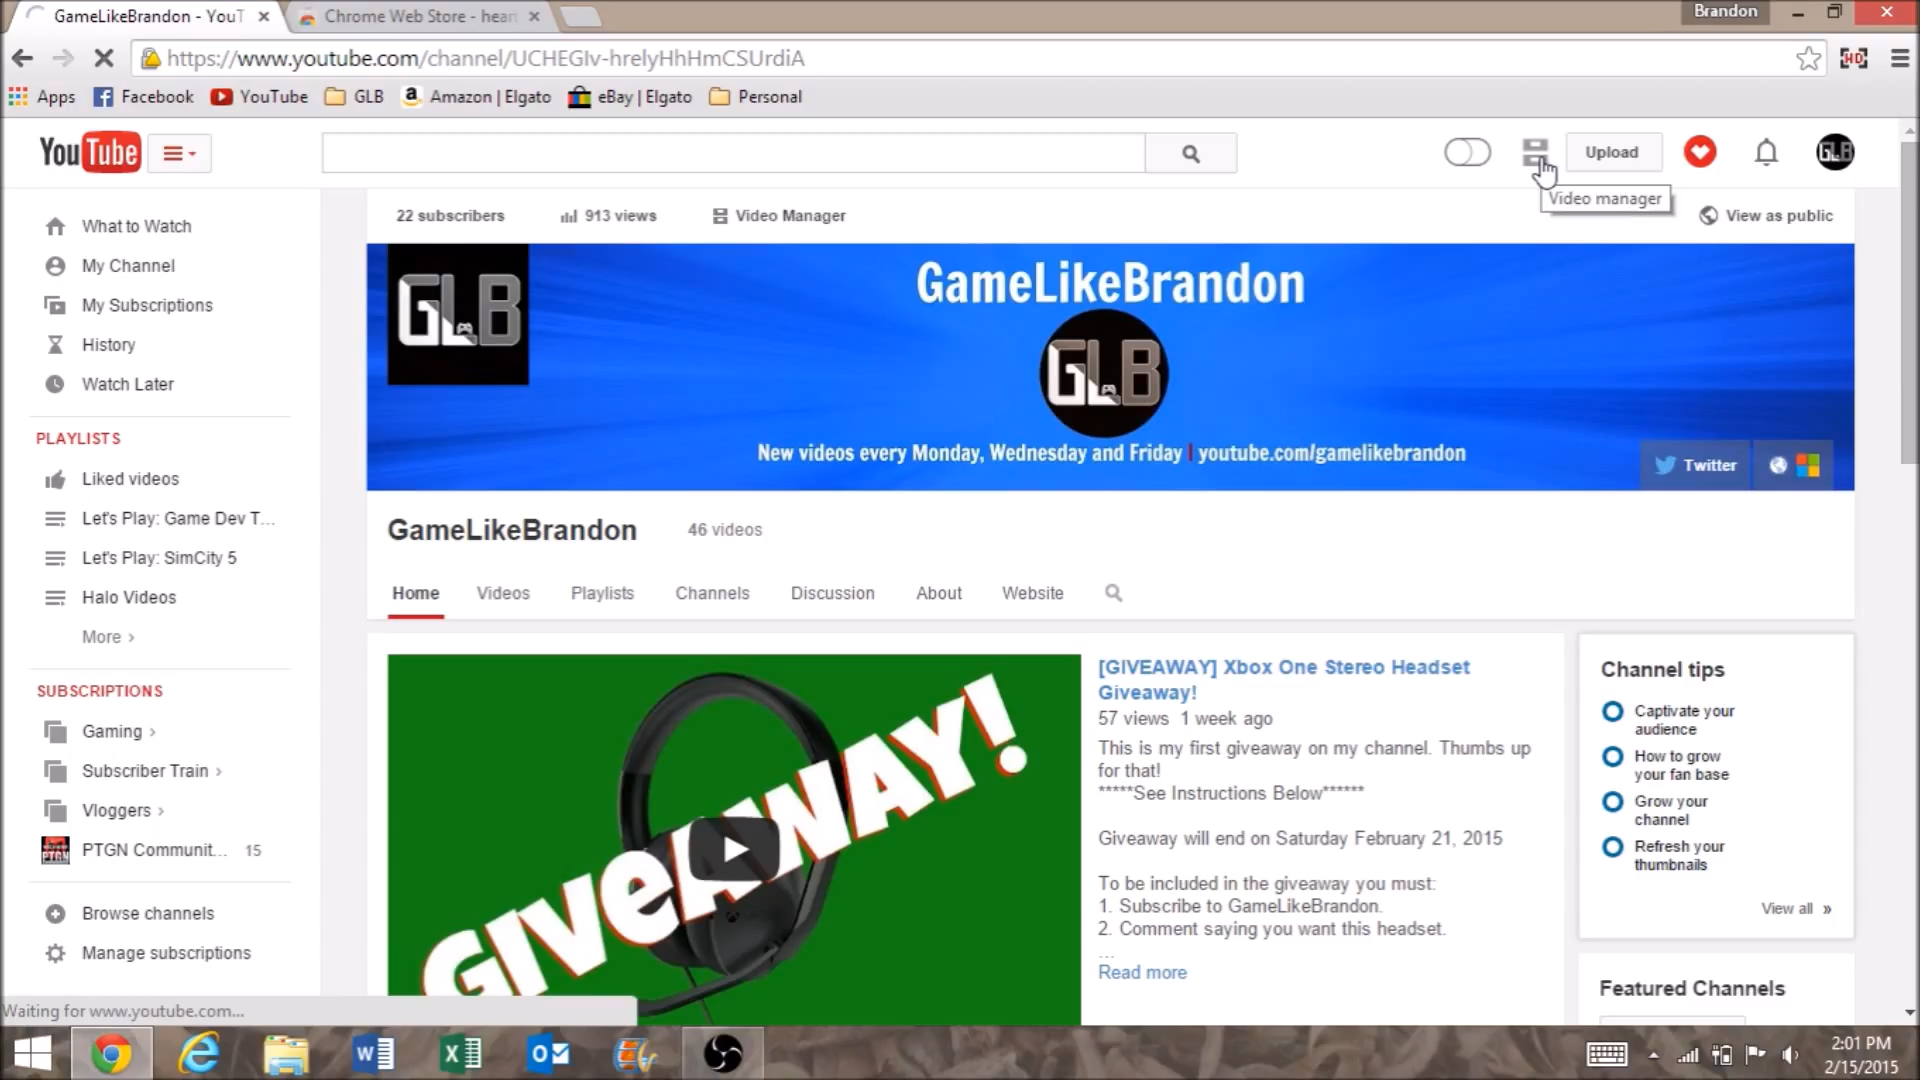 GameLikeBrandon - YouT
Chrome Web Store - hear
Brandon
https://www.youtube.com/channel/UCHEGIv-hrelyHhHmCSUrdiA
HD
Apps
Facebook
YouTube
GLB
Amazon | Elgato
eBay | Elgato
Personal
YouTube
Upload
GLB
Video manager
What to Watch
My Channel
My Subscriptions
History
Watch Later
PLAYLISTS
Liked videos
Let's Play: Game Dev T...
Let's Play: SimCity 5
Halo Videos
More ›
SUBSCRIPTIONS
Gaming ›
Subscriber Train ›
Vloggers ›
PTGN Communit... 15
Browse channels
Manage subscriptions
22 subscribers
913 views
Video Manager
View as public
GLB
GameLikeBrandon
GLB
New videos every Monday, Wednesday and Friday | youtube.com/gamelikebrandon
Twitter
GameLikeBrandon
46 videos
Home
Videos
Playlists
Channels
Discussion
About
Website
GIVEAWAY!
[GIVEAWAY] Xbox One Stereo Headset
Giveaway!
57 views 1 week ago
This is my first giveaway on my channel. Thumbs up
for that!
*****See Instructions Below******
Giveaway will end on Saturday February 21, 2015
To be included in the giveaway you must:
1. Subscribe to GameLikeBrandon.
2. Comment saying you want this headset.
...
Read more
Channel tips
Captivate your
audience
How to grow
your fan base
Grow your
channel
Refresh your
thumbnails
View all »
Featured Channels
Waiting for www.youtube.com...
2:01 PM
2/15/2015